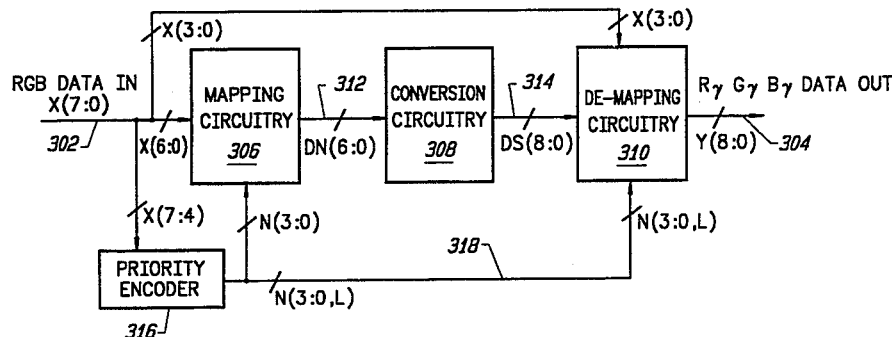 X(3:0)
X(3:0)
RGB DATA IN
X(7:0)
302
X(6:0)
MAPPING
CIRCUITRY
306
312
DN(6:0)
CONVERSION
CIRCUITRY
308
314
DS(8:0)
DE-MAPPING
CIRCUITRY
310
Rγ Gγ Bγ DATA OUT
Y(8:0)
304
X(7:4)
N(3:0)
N(3:0,L)
318
PRIORITY
ENCODER
316
N(3:0,L)